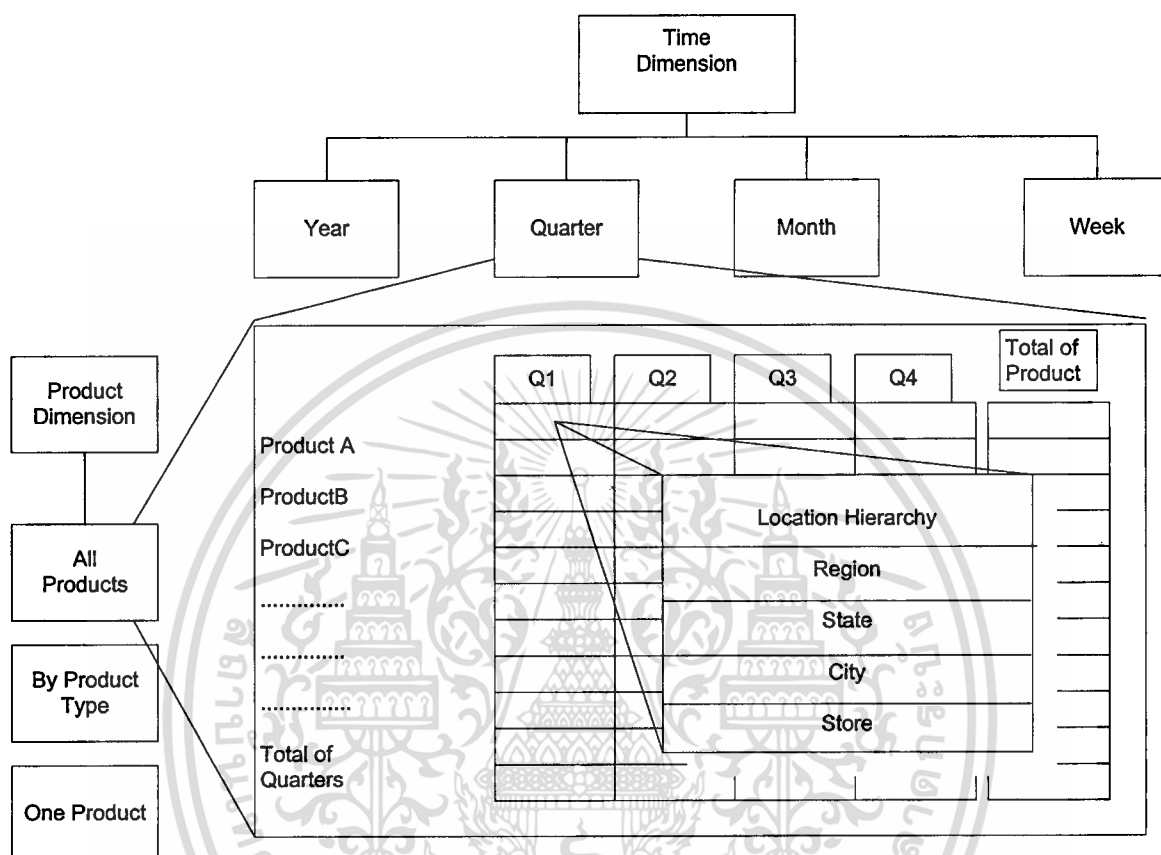 Time
Dimension
Year
Quarter
Month
Week
Product
Dimension
All
Products
By Product
Type
One Product
Q1
Q2
Q3
Q4
Total of
Product
Product A
ProductB
ProductC
..............
..............
...............
Total of
Quarters
Location Hierarchy
Region
State
City
Store